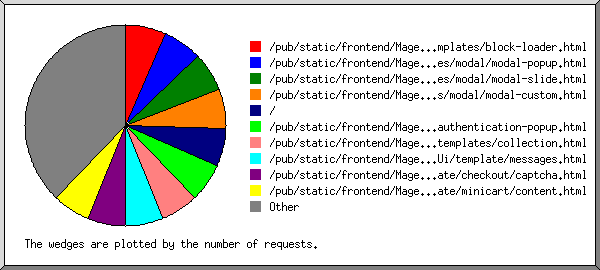 /pub/static/frontend/Mage...mplates/block-loader.html
/pub/static/frontend/Mage...es/modal/modal-popup.html
/pub/static/frontend/Mage...es/modal/modal-slide.html
/pub/static/frontend/Mage...s/modal/modal-custom.html
/
/pub/static/frontend/Mage...authentication-popup.html
/pub/static/frontend/Mage...templates/collection.html
/pub/static/frontend/Mage...Ui/template/messages.html
/pub/static/frontend/Mage...ate/checkout/captcha.html
/pub/static/frontend/Mage...ate/minicart/content.html
Other
The wedges are plotted by the number of requests.